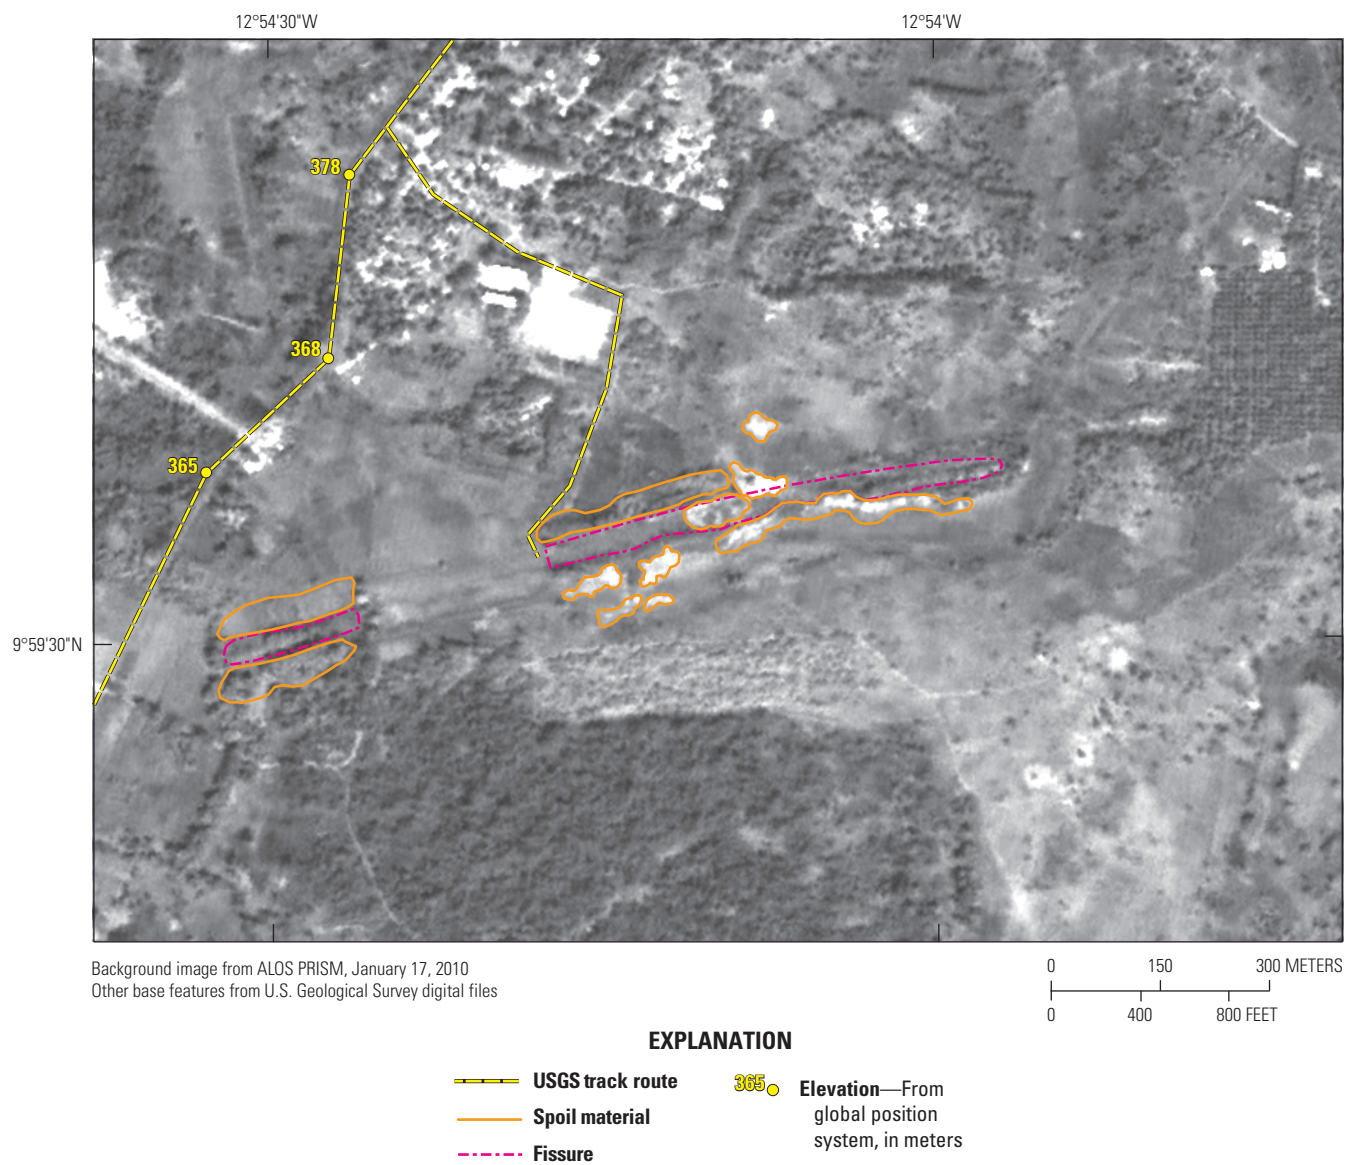 12°54'30"W
12°54'W
378
368
365
9°59'30"N
Background image from ALOS PRISM, January 17, 2010
Other base features from U.S. Geological Survey digital files
0 150 300 METERS
0 400 800 FEET
EXPLANATION
USGS track route
Spoil material
Fissure
365
Elevation—From
global position
system, in meters